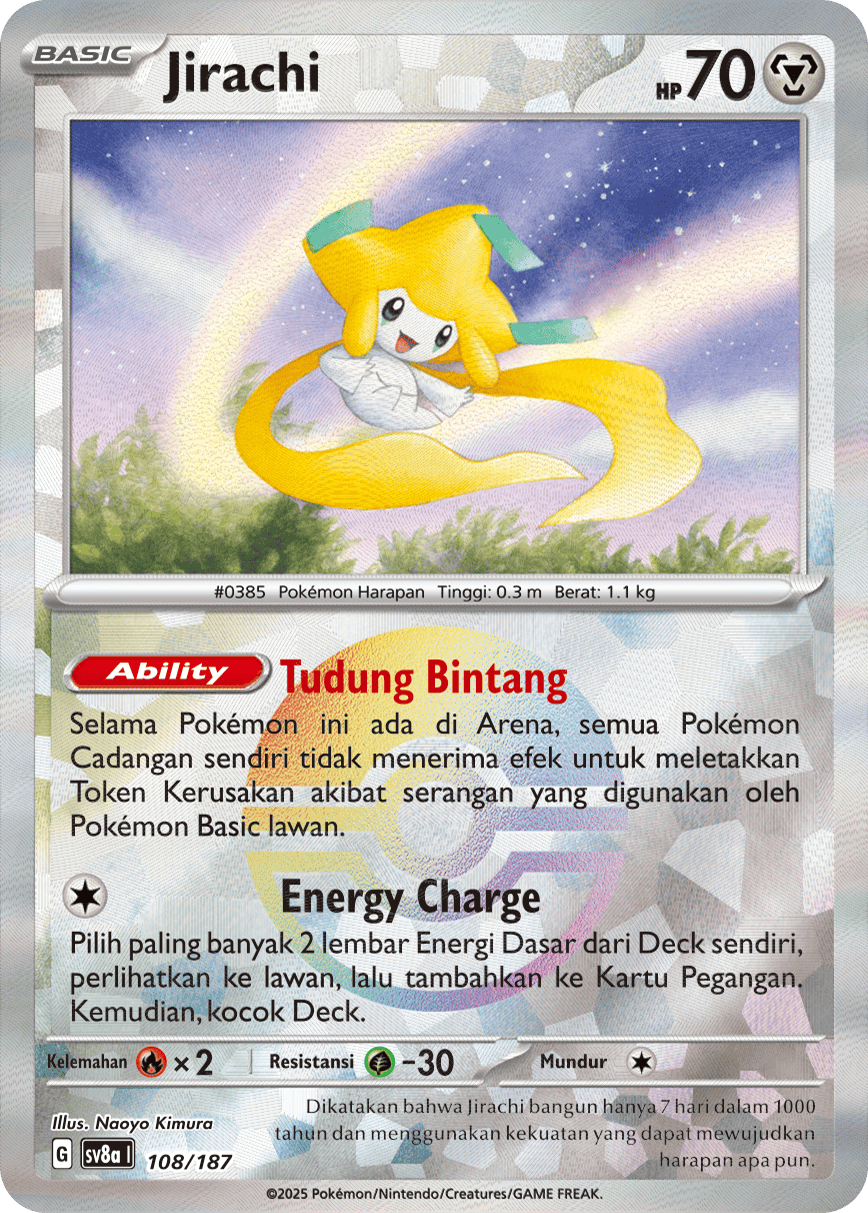 BASIC
Jirachi
HP 70
#0385 Pokémon Harapan Tinggi: 0.3 m Berat: 1.1 kg
Ability Tudung Bintang
Selama Pokémon ini ada di Arena, semua Pokémon
Cadangan sendiri tidak menerima efek untuk meletakkan
Token Kerusakan akibat serangan yang digunakan oleh
Pokémon Basic lawan.
Energy Charge
Pilih paling banyak 2 lembar Energi Dasar dari Deck sendiri,
perlihatkan ke lawan, lalu tambahkan ke Kartu Pegangan.
Kemudian, kocok Deck.
Kelemahan ×2 Resistansi -30 Mundur
Illus. Naoyo Kimura
G sv8a I 108/187
Dikatakan bahwa Jirachi bangun hanya 7 hari dalam 1000
tahun dan menggunakan kekuatan yang dapat mewujudkan
harapan apa pun.
©2025 Pokémon/Nintendo/Creatures/GAME FREAK.